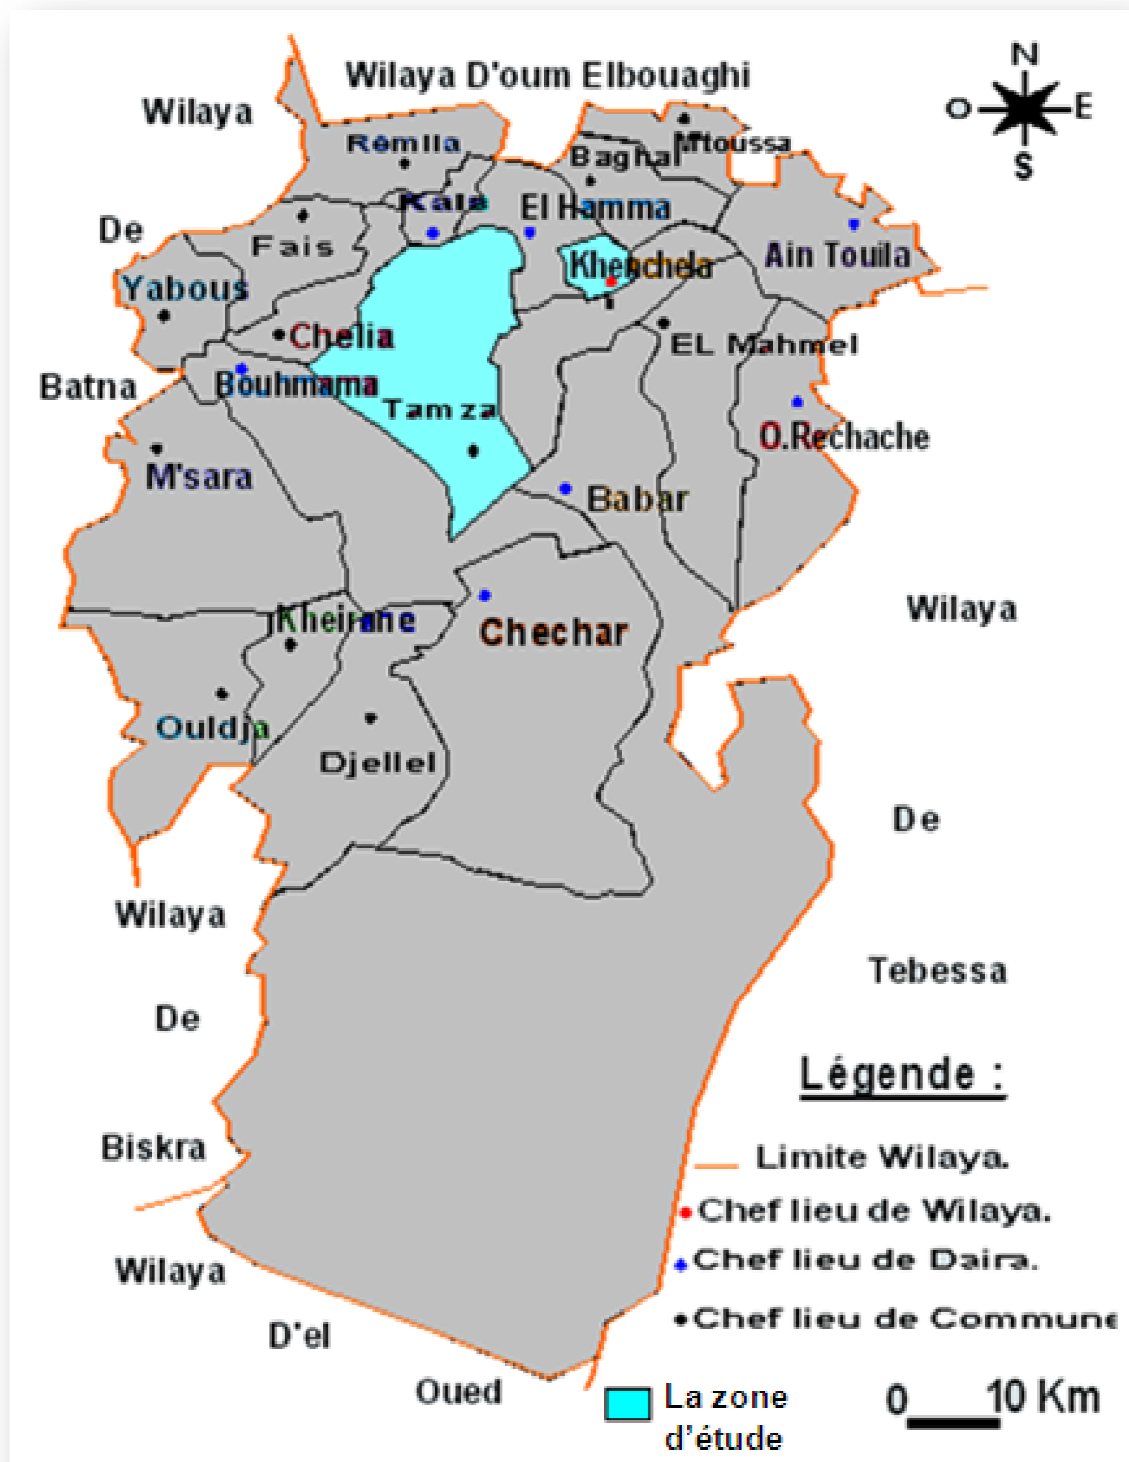 Wilaya D'oum Elbouaghi
Wilaya
De
Batna
N
O
E
S
Rémila
Baghai
M'toussa
Kais
El Hamma
Fais
Khenchela
Ain Touila
Yabous
Chelia
EL Mahmel
Bouhmama
Tamza
O.Rechache
M'sara
Babar
Kheirane
Chechar
Ouldja
Djellel
Wilaya
De
Tebessa
Wilaya
De
Biskra
Wilaya
D'el
Oued
Légende :
Limite Wilaya.
Chef lieu de Wilaya.
Chef lieu de Daira.
Chef lieu de Commune
La zone
d'étude
0 10 Km